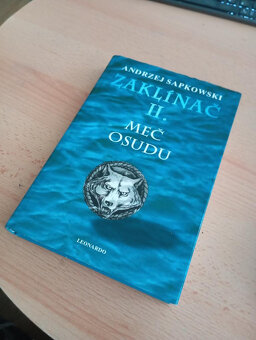 ANDRZEJ SAPKOWSKI
ZAKLÍNAČ
II.
MEČ
OSUDU
LEONARDO